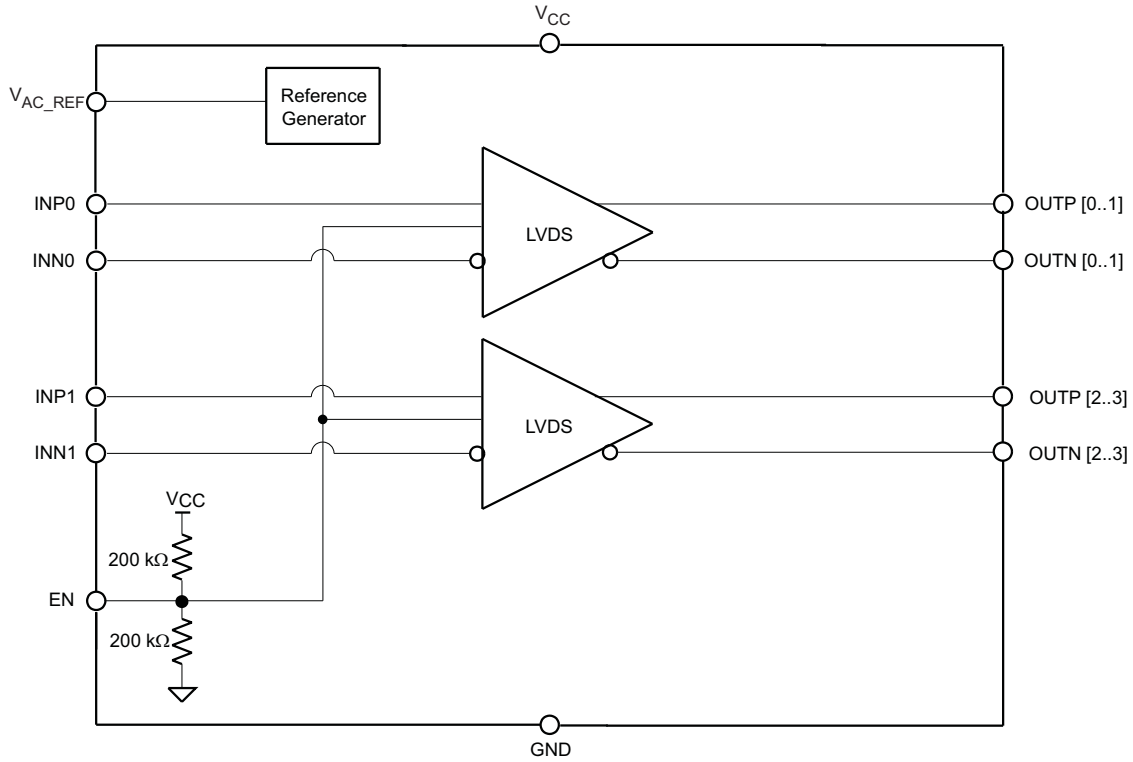 VCC
VAC_REF
Reference
Generator
INP0
OUTP [0..1]
LVDS
INN0
OUTN [0..1]
INP1
OUTP [2..3]
LVDS
INN1
OUTN [2..3]
VCC
200 kΩ
EN
200 kΩ
GND